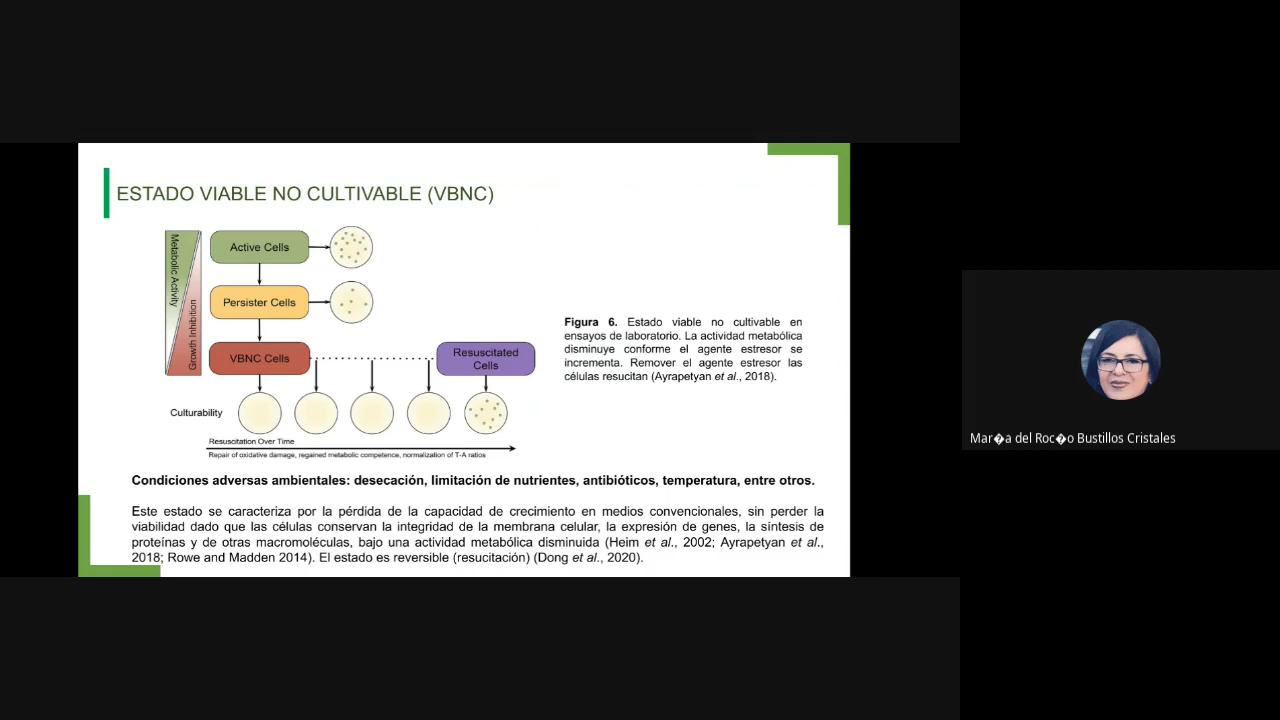 ESTADO VIABLE NO CULTIVABLE (VBNC)
Metabolic Activity
Growth Inhibition
Active Cells
Persister Cells
VBNC Cells
Resuscitated
Cells
Culturability
Resuscitation Over Time
Repair of oxidative damage, regained metabolic competence, normalization of T-A ratios
Figura 6. Estado viable no cultivable en
ensayos de laboratorio. La actividad metabólica
disminuye conforme el agente estresor se
incrementa. Remover el agente estresor las
células resucitan (Ayrapetyan et al., 2018).
Condiciones adversas ambientales: desecación, limitación de nutrientes, antibióticos, temperatura, entre otros.
Este estado se caracteriza por la pérdida de la capacidad de crecimiento en medios convencionales, sin perder la
viabilidad dado que las células conservan la integridad de la membrana celular, la expresión de genes, la síntesis de
proteínas y de otras macromoléculas, bajo una actividad metabólica disminuida (Heim et al., 2002; Ayrapetyan et al.,
2018; Rowe and Madden 2014). El estado es reversible (resucitación) (Dong et al., 2020).
Mar�a del Roc�o Bustillos Cristales